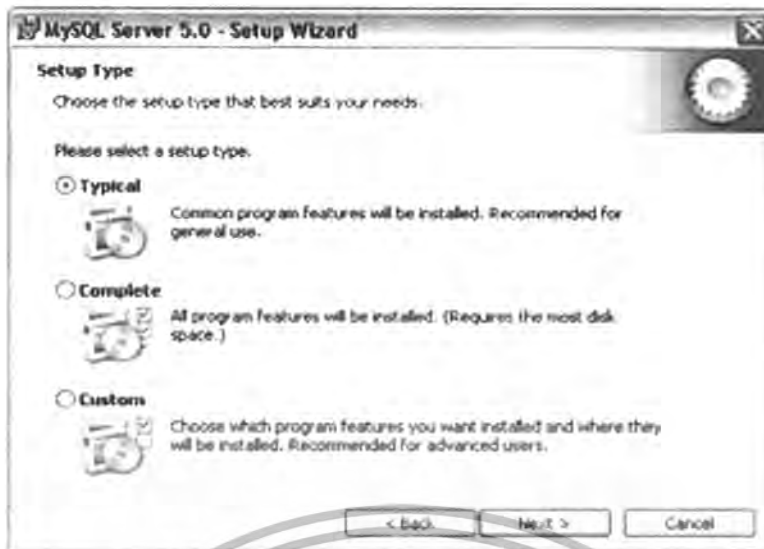 MySQL Server 5.0 - Setup Wizard
Setup Type
Choose the setup type that best suits your needs.
Please select a setup type.
Typical
Common program features will be installed. Recommended for
general use.
Complete
All program features will be installed. (Requires the most disk
space.)
Custom
Choose which program features you want installed and where they
will be installed. Recommended for advanced users.
< Back
Next >
Cancel